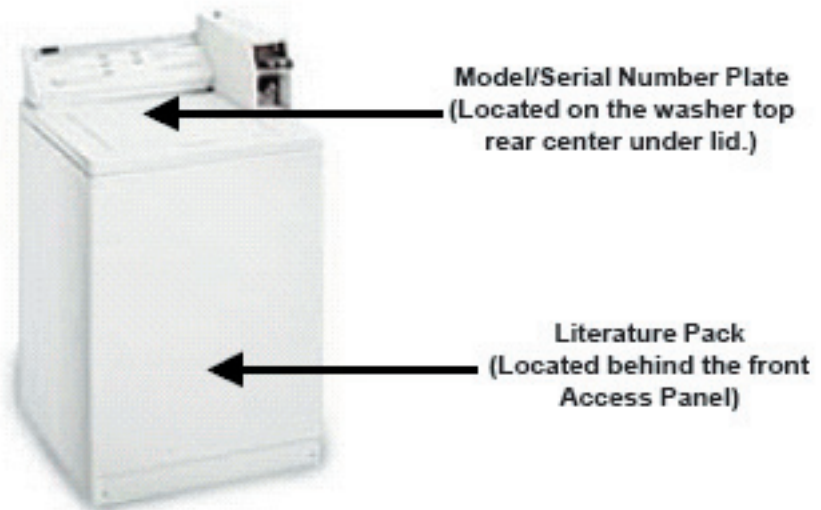 Model/Serial Number Plate
(Located on the washer top
rear center under lid.)
Literature Pack
(Located behind the front
Access Panel)